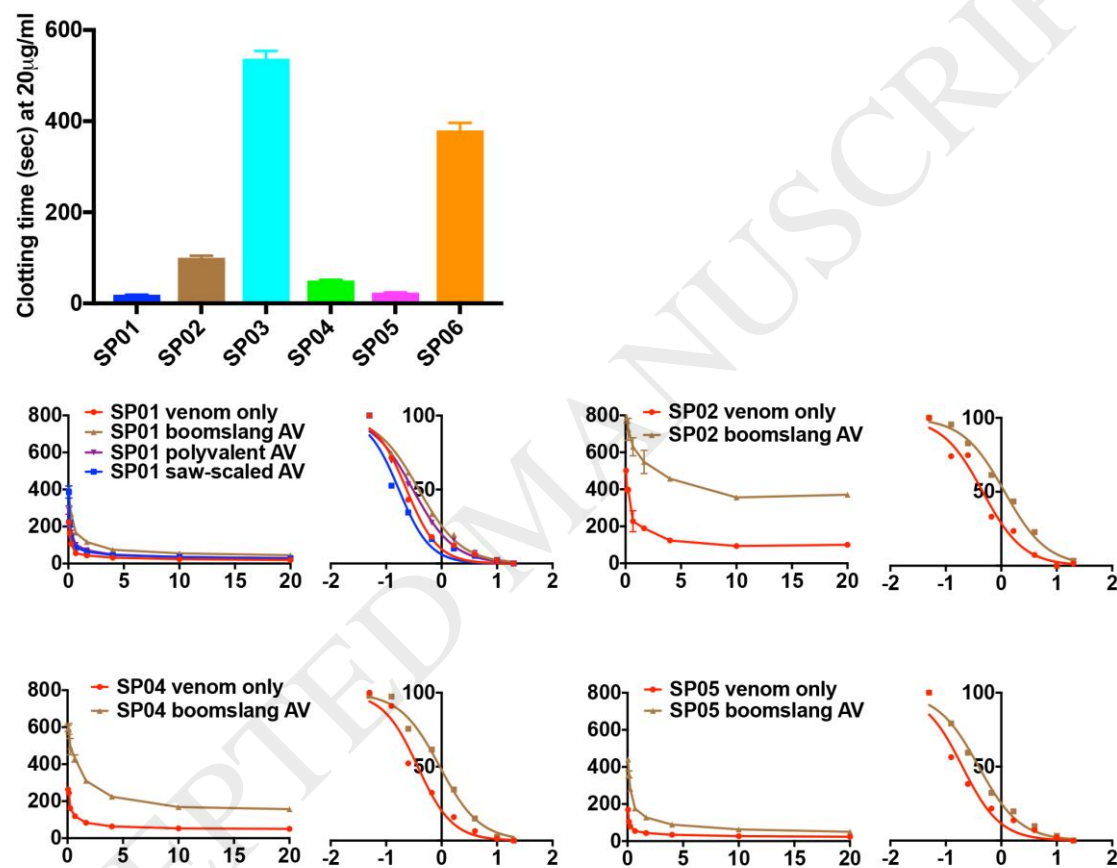 Clotting time (sec) at 20µg/ml
600
400
200
0
SP01 SP02 SP03 SP04 SP05 SP06
800
600
400
200
0
0 5 10 15 20
SP01 venom only
SP01 boomslang AV
SP01 polyvalent AV
SP01 saw-scaled AV
100
50
-2 -1 0 1 2
800
600
400
200
0
0 5 10 15 20
SP02 venom only
SP02 boomslang AV
100
50
-2 -1 0 1 2
800
600
400
200
0
0 5 10 15 20
SP04 venom only
SP04 boomslang AV
100
50
-2 -1 0 1 2
800
600
400
200
0
0 5 10 15 20
SP05 venom only
SP05 boomslang AV
100
50
-2 -1 0 1 2
EPTED MANUSCRIP